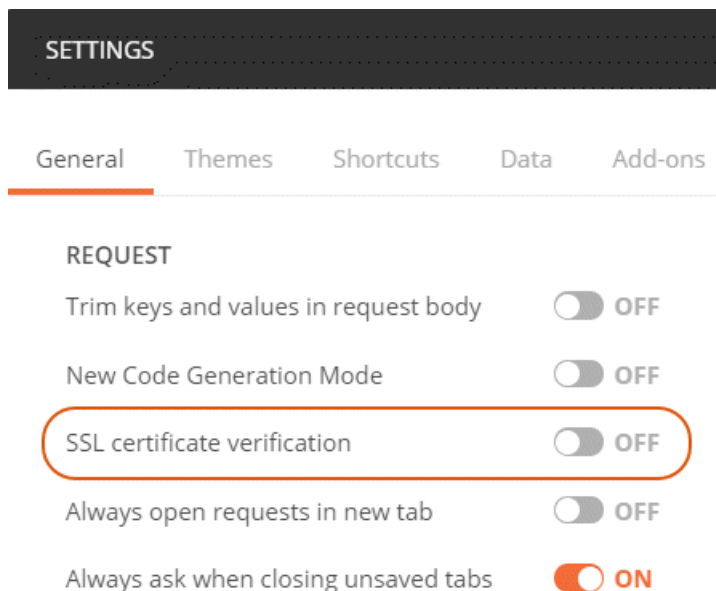 SETTINGS
General Themes Shortcuts Data Add-ons
REQUEST
Trim keys and values in request body OFF
New Code Generation Mode OFF
SSL certificate verification OFF
Always open requests in new tab OFF
Always ask when closing unsaved tabs ON